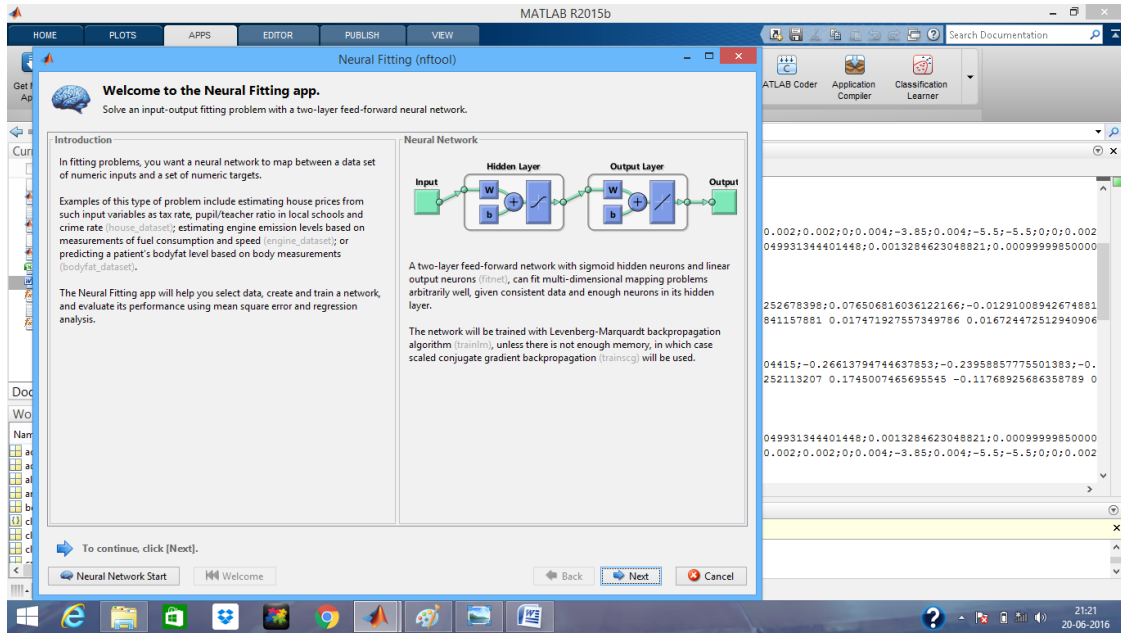 MATLAB R2015b
HOME PLOTS APPS EDITOR PUBLISH VIEW
Search Documentation
Neural Fitting (nftool)
MATLAB Coder
Application Compiler
Classification Learner
Welcome to the Neural Fitting app.
Solve an input-output fitting problem with a two-layer feed-forward neural network.
Introduction
In fitting problems, you want a neural network to map between a data set
of numeric inputs and a set of numeric targets.
Examples of this type of problem include estimating house prices from
such input variables as tax rate, pupil/teacher ratio in local schools and
crime rate (house_dataset); estimating engine emission levels based on
measurements of fuel consumption and speed (engine_dataset); or
predicting a patient's bodyfat level based on body measurements
(bodyfat_dataset).
The Neural Fitting app will help you select data, create and train a network,
and evaluate its performance using mean square error and regression
analysis.
Neural Network
Hidden Layer
Output Layer
Input
Output
W
b
W
b
A two-layer feed-forward network with sigmoid hidden neurons and linear
output neurons (fitnet), can fit multi-dimensional mapping problems
arbitrarily well, given consistent data and enough neurons in its hidden
layer.
The network will be trained with Levenberg-Marquardt backpropagation
algorithm (trainlm), unless there is not enough memory, in which case
scaled conjugate gradient backpropagation (trainscg) will be used.
0.002;0.002;0;0.004;-3.85;0.004;-5.5;-5.5;0;0;0.002
049931344401448;0.0013284623048821;0.00099999850000
252678398;0.076506816036122166;-0.01291008942674881
841157881 0.017471927557349786 0.016724472512940906
04415;-0.26613794744637853;-0.23958857775501383;-0.
252113207 0.1745007465695545 -0.11768925686358789 0
049931344401448;0.0013284623048821;0.00099999850000
0.002;0.002;0;0.004;-3.85;0.004;-5.5;-5.5;0;0;0.002
To continue, click [Next].
Neural Network Start
Welcome
Back
Next
Cancel
21:21
20-06-2016